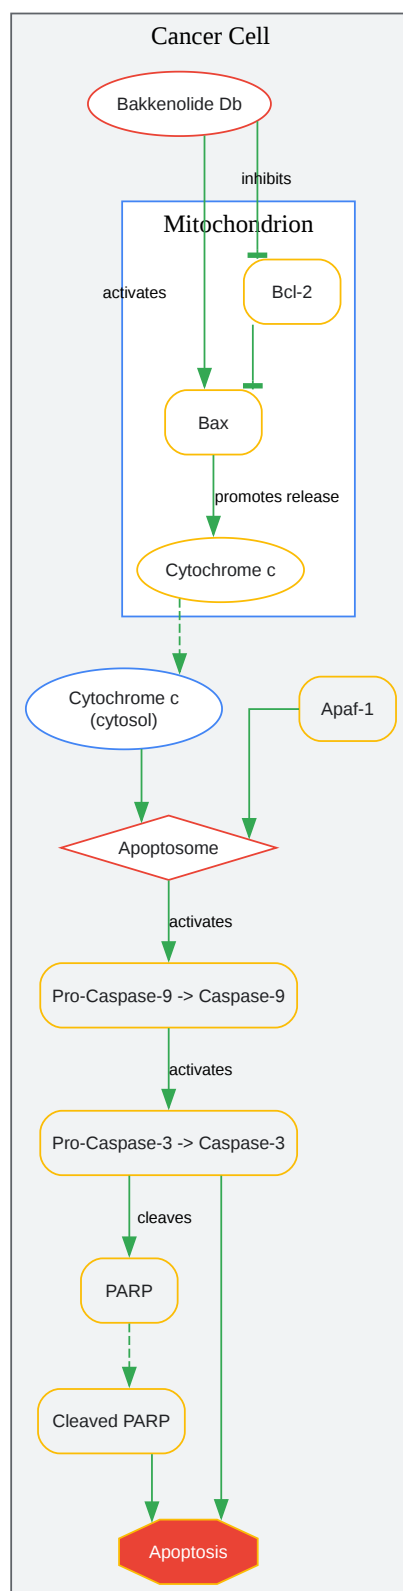 Cancer Cell
Bakkenolide Db
inhibits
Mitochondrion
Bcl-2
activates
Bax
promotes release
Cytochrome c
Cytochrome c
(cytosol)
Apaf-1
Apoptosome
activates
Pro-Caspase-9 -> Caspase-9
activates
Pro-Caspase-3 -> Caspase-3
cleaves
PARP
Cleaved PARP
Apoptosis